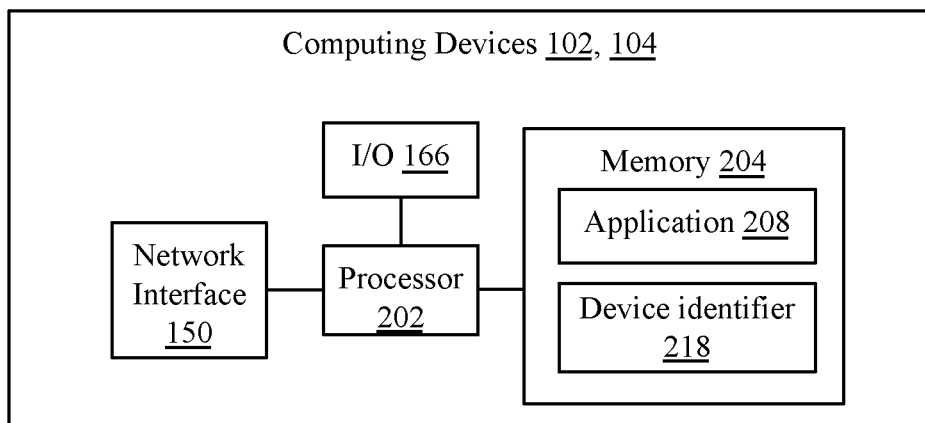 Computing Devices 102, 104
I/O 166
Memory 204
Application 208
Network
Interface
150
Processor
202
Device identifier
218